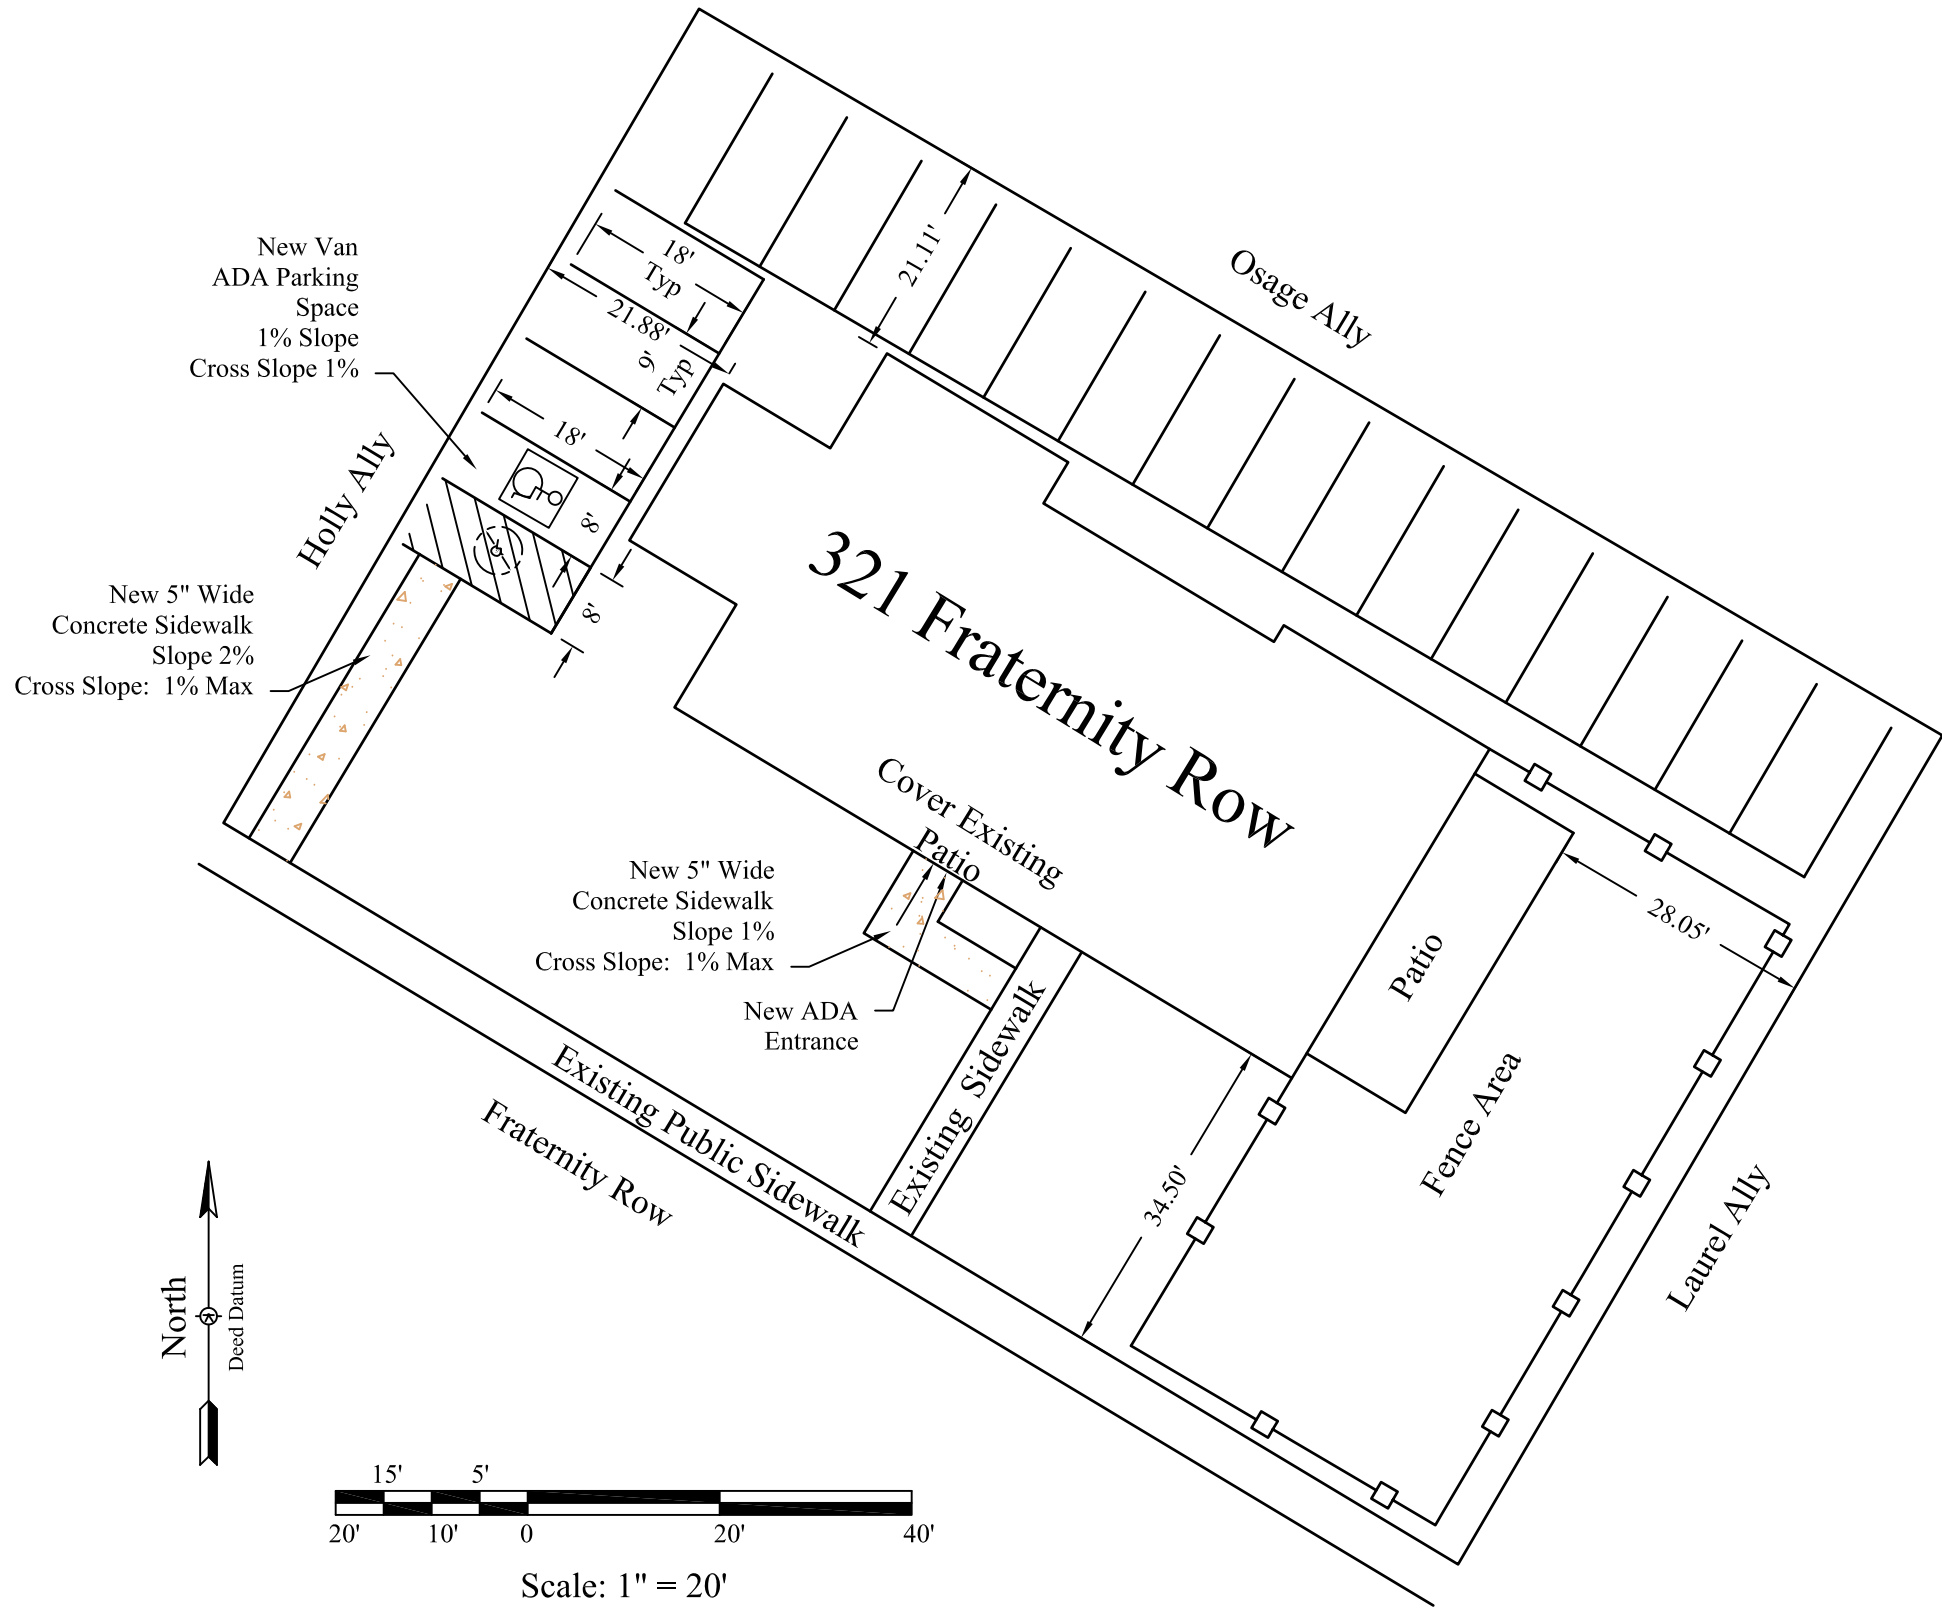 Osage Ally
21.11'
18'
Typ
21.88'
9'
Typ
New Van
ADA Parking
Space
1% Slope
Cross Slope 1%
18'
8'
8'
Holly Ally
321 Fraternity Row
New 5" Wide
Concrete Sidewalk
Slope 2%
Cross Slope:  1% Max
Cover Existing
Patio
New 5" Wide
Concrete Sidewalk
Slope 1%
Cross Slope:  1% Max
New ADA
Entrance
28.05'
Patio
Fence Area
Existing  Sidewalk
34.50'
Existing Public Sidewalk
Fraternity Row
Laurel Ally
North
Deed Datum
15' 5'
20' 10' 0 20' 40'
Scale: 1" = 20'